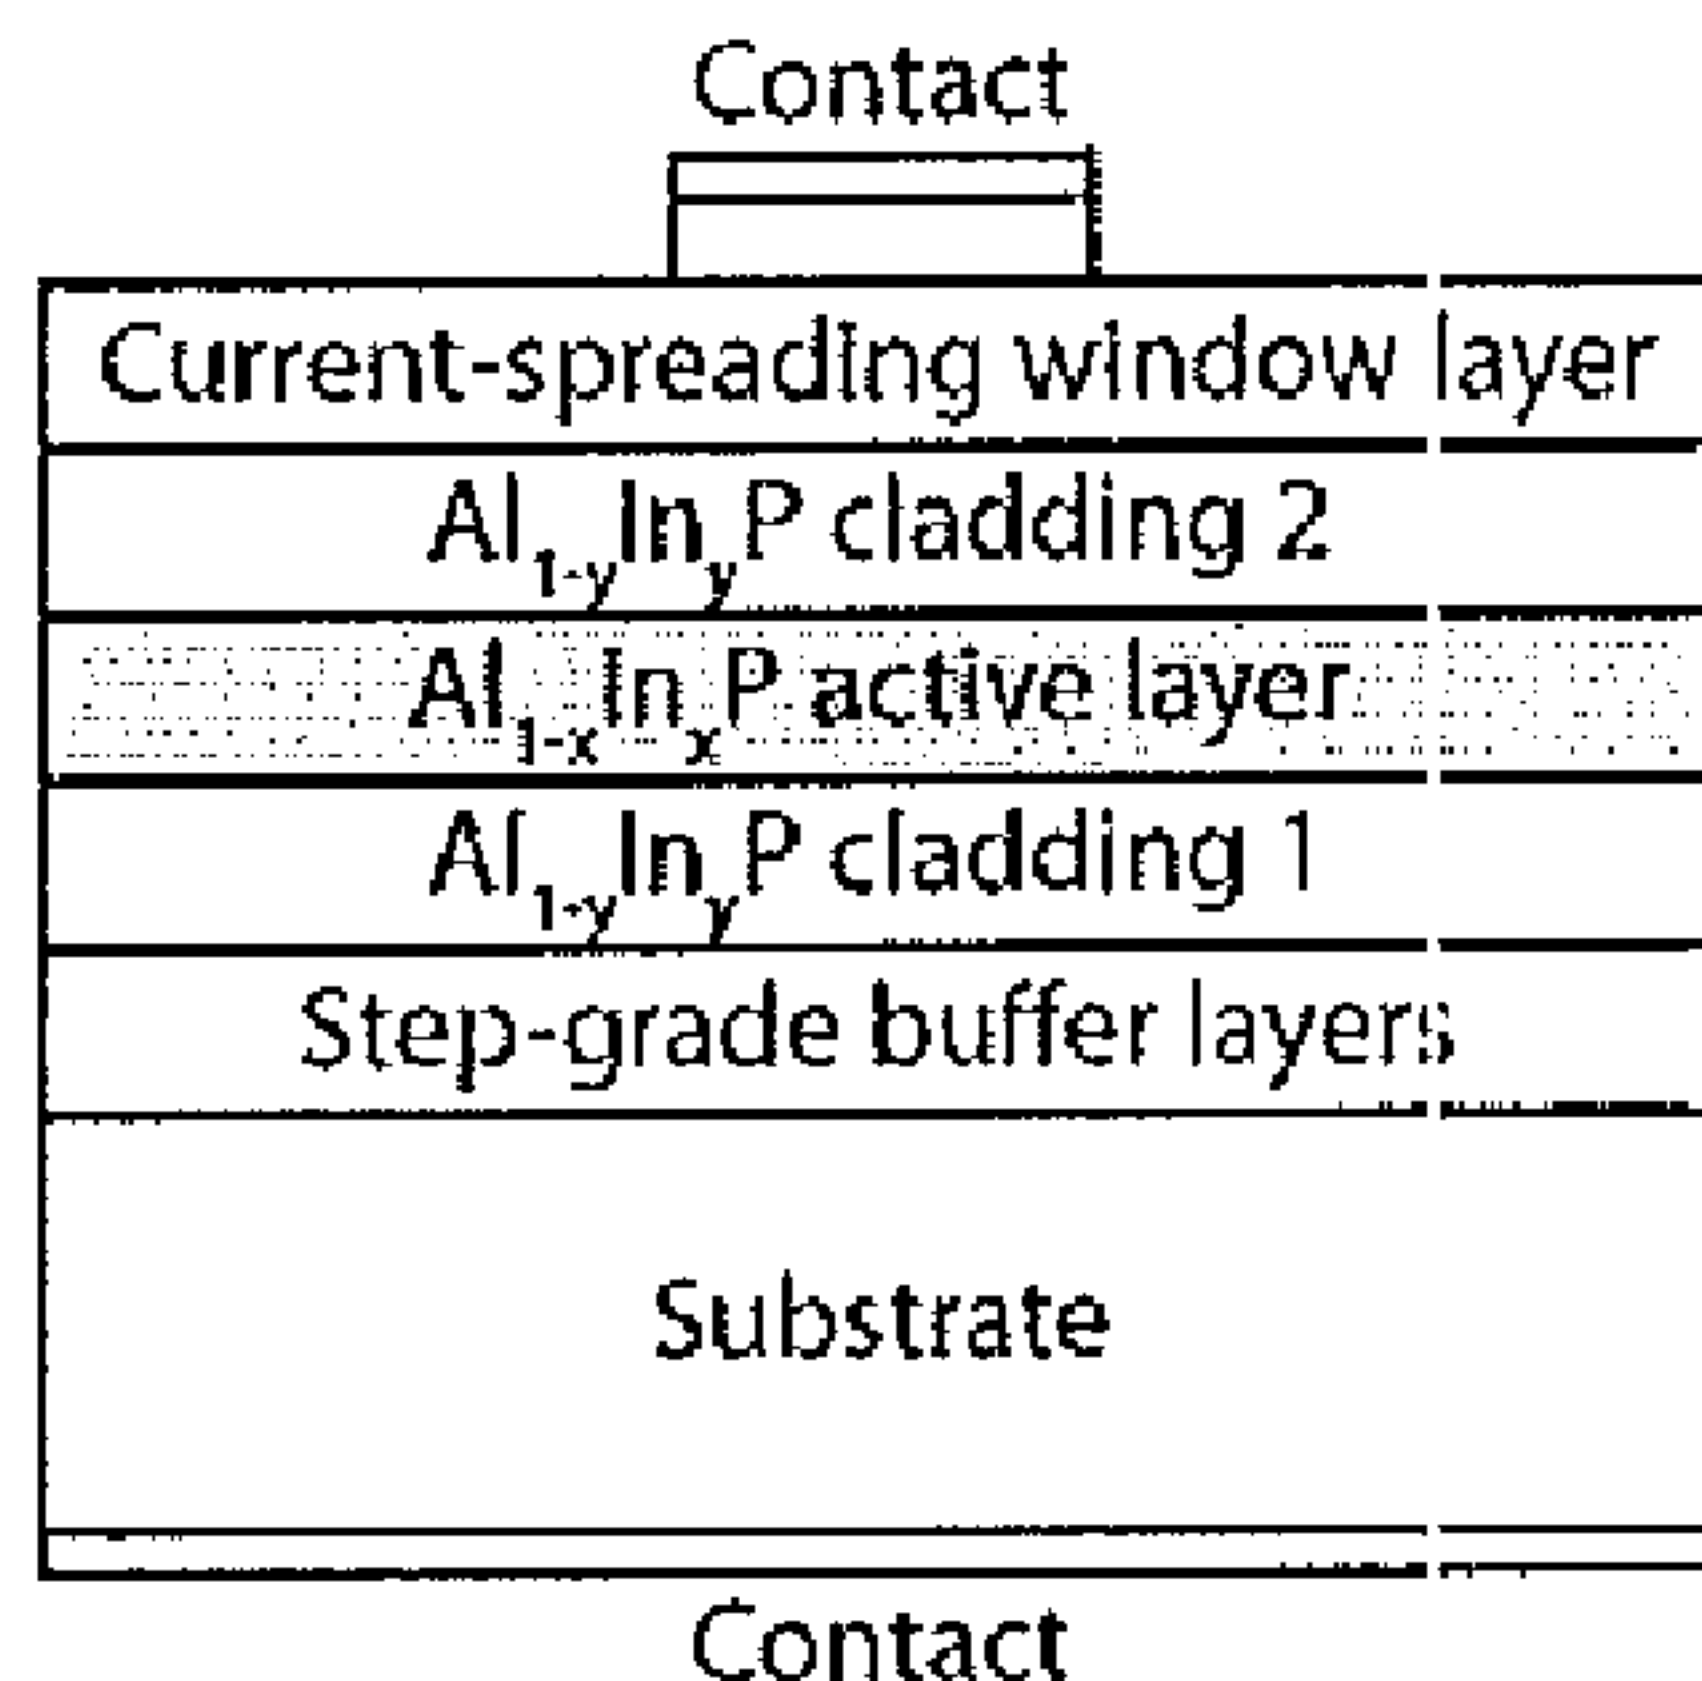 Contact
Current-spreading window layer
Al1-yInyP cladding 2
Al1-xInxP active layer
Al1-yInyP cladding 1
Step-grade buffer layers
Substrate
Contact